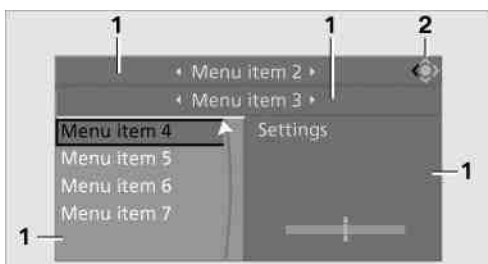 1 1 2
◂ Menu item 2 ▸
◂ Menu item 3 ▸
Menu item 4 Settings
Menu item 5
Menu item 6 1
Menu item 7
1